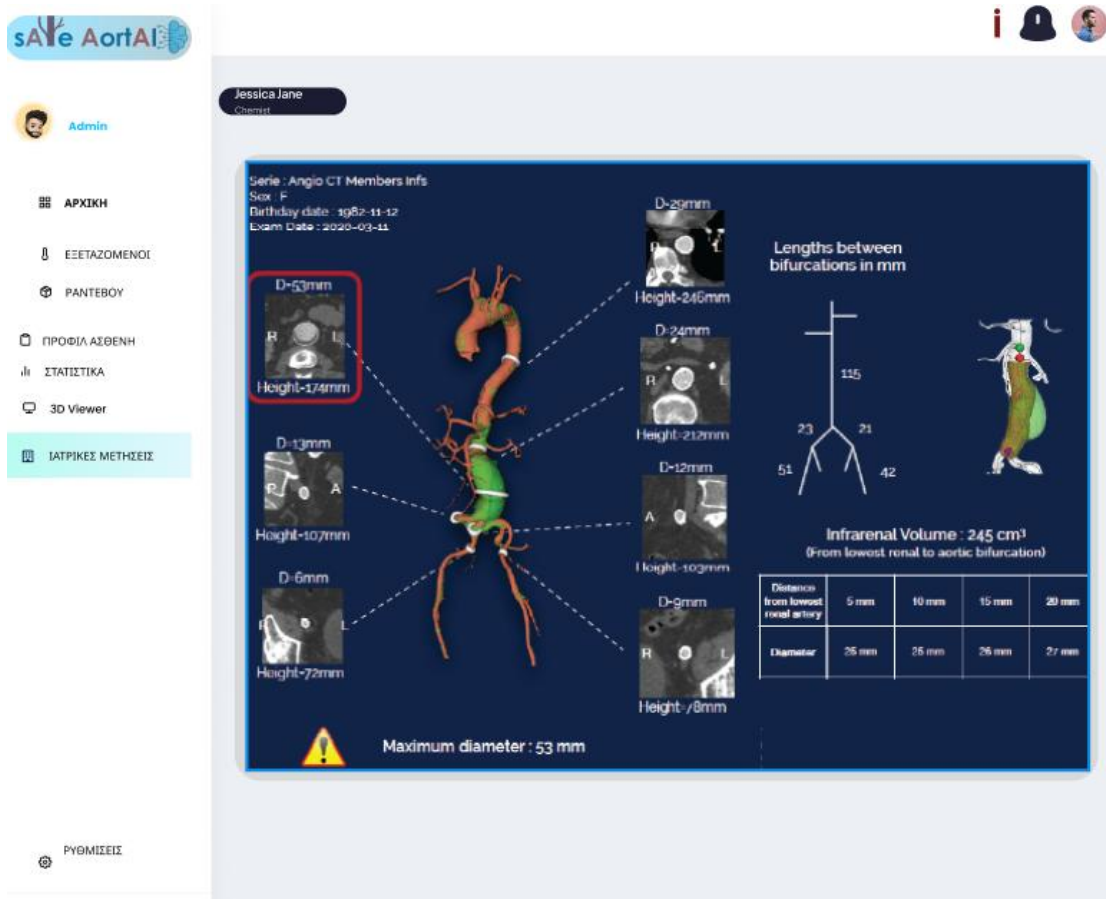 sAVe AortAI
i
Admin
ΑΡΧΙΚΗ
ΕΞΕΤΑΖΟΜΕΝΟΙ
ΡΑΝΤΕΒΟΥ
ΠΡΟΦΙΛ ΑΣΘΕΝΗ
ΣΤΑΤΙΣΤΙΚΑ
3D Viewer
ΙΑΤΡΙΚΕΣ ΜΕΤΗΣΕΙΣ
ΡΥΘΜΙΣΕΙΣ
Jessica Jane
Chemist
Serie : Angio CT Members Infs
Sex : F
Birthday date : 1982-11-12
Exam Date : 2020-03-11
D=53mm
R L
Height=174mm
D=13mm
P A
Height=107mm
D=6mm
R L
Height=72mm
D=29mm
R L
Height=246mm
D=24mm
R L
Height=212mm
D=12mm
A
Height=103mm
D=9mm
R L
Height=78mm
Lengths between
bifurcations in mm
115
23 21
51 42
Infrarenal Volume : 245 cm³
(From lowest renal to aortic bifurcation)
Distance
from lowest
renal artery
5 mm 10 mm 15 mm 20 mm
Diameter 25 mm 25 mm 26 mm 27 mm
Maximum diameter : 53 mm